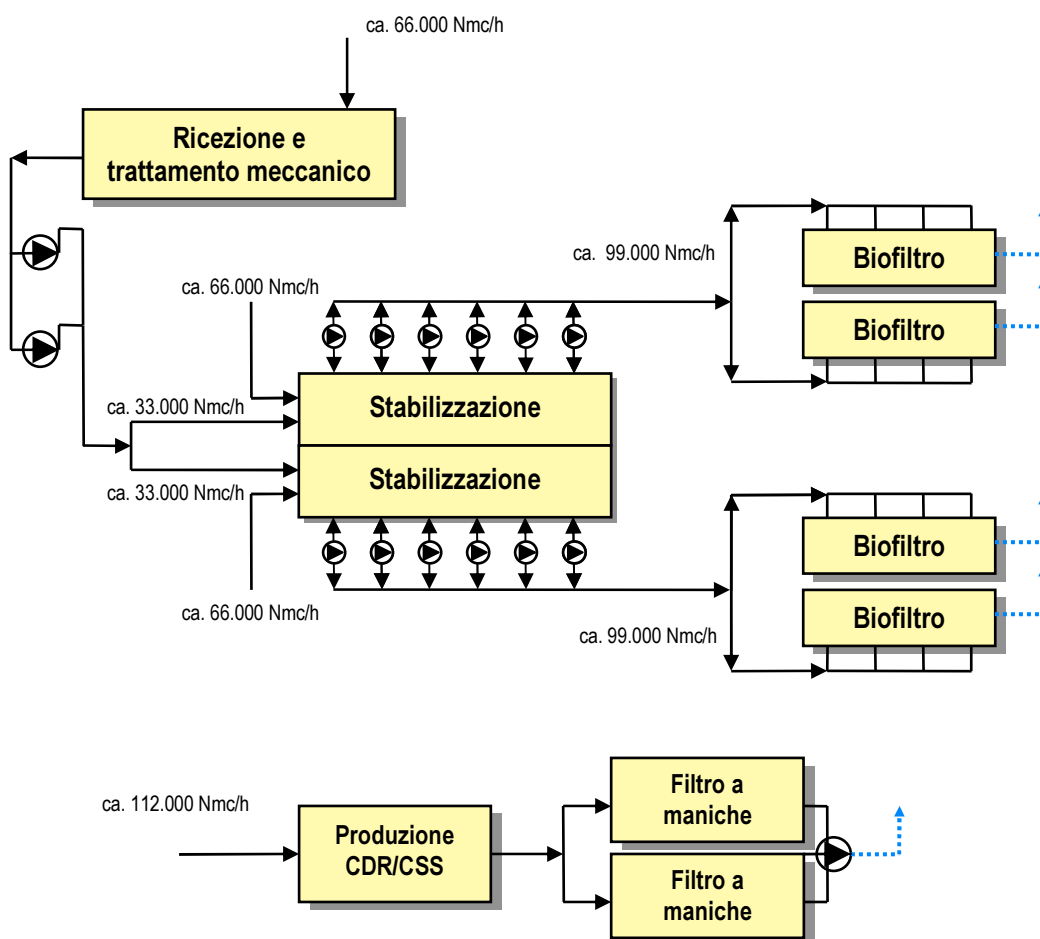 ca. 66.000 Nmc/h
Ricezione e
trattamento meccanico
ca. 99.000 Nmc/h
Biofiltro
ca. 66.000 Nmc/h
Biofiltro
Stabilizzazione
ca. 33.000 Nmc/h
Stabilizzazione
ca. 33.000 Nmc/h
Biofiltro
ca. 66.000 Nmc/h
Biofiltro
ca. 99.000 Nmc/h
Filtro a
maniche
ca. 112.000 Nmc/h
Produzione
CDR/CSS
Filtro a
maniche